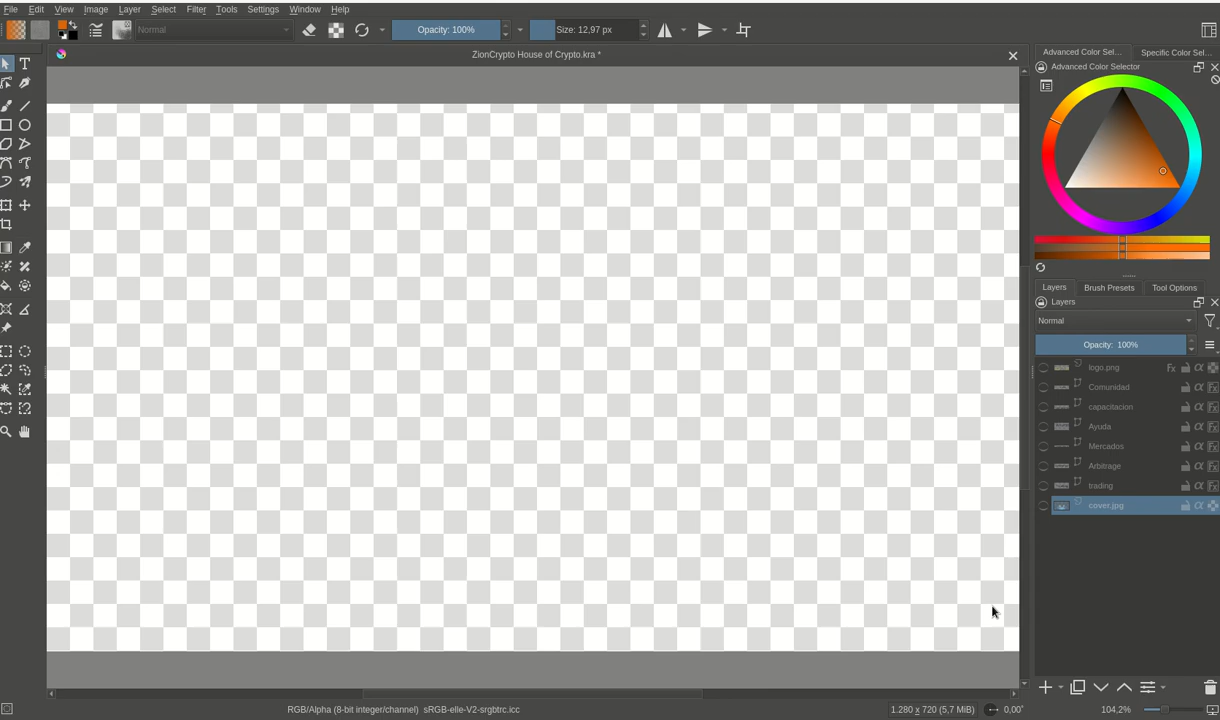 File Edit View Image Layer Select Filter Tools Settings Window Help
Normal Opacity: 100% Size: 12,97 px
ZionCrypto House of Crypto.kra *
Advanced Color Sel... Specific Color Sel...
Advanced Color Selector
Layers Brush Presets Tool Options
Layers
Normal
Opacity: 100%
logo.png
Comunidad
capacitacion
Ayuda
Mercados
Arbitrage
trading
cover.jpg
RGB/Alpha (8-bit integer/channel) sRGB-elle-V2-srgbtrc.icc 1.280 x 720 (5,7 MiB) 0,00° 104,2%